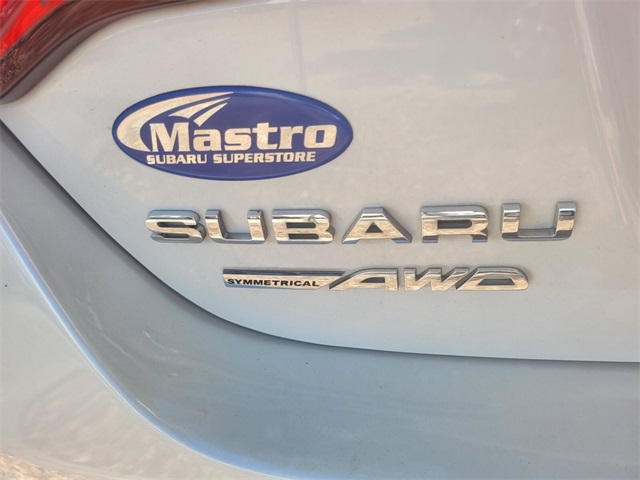 Mastro
SUBARU SUPERSTORE
SUBARU
SYMMETRICAL AWD